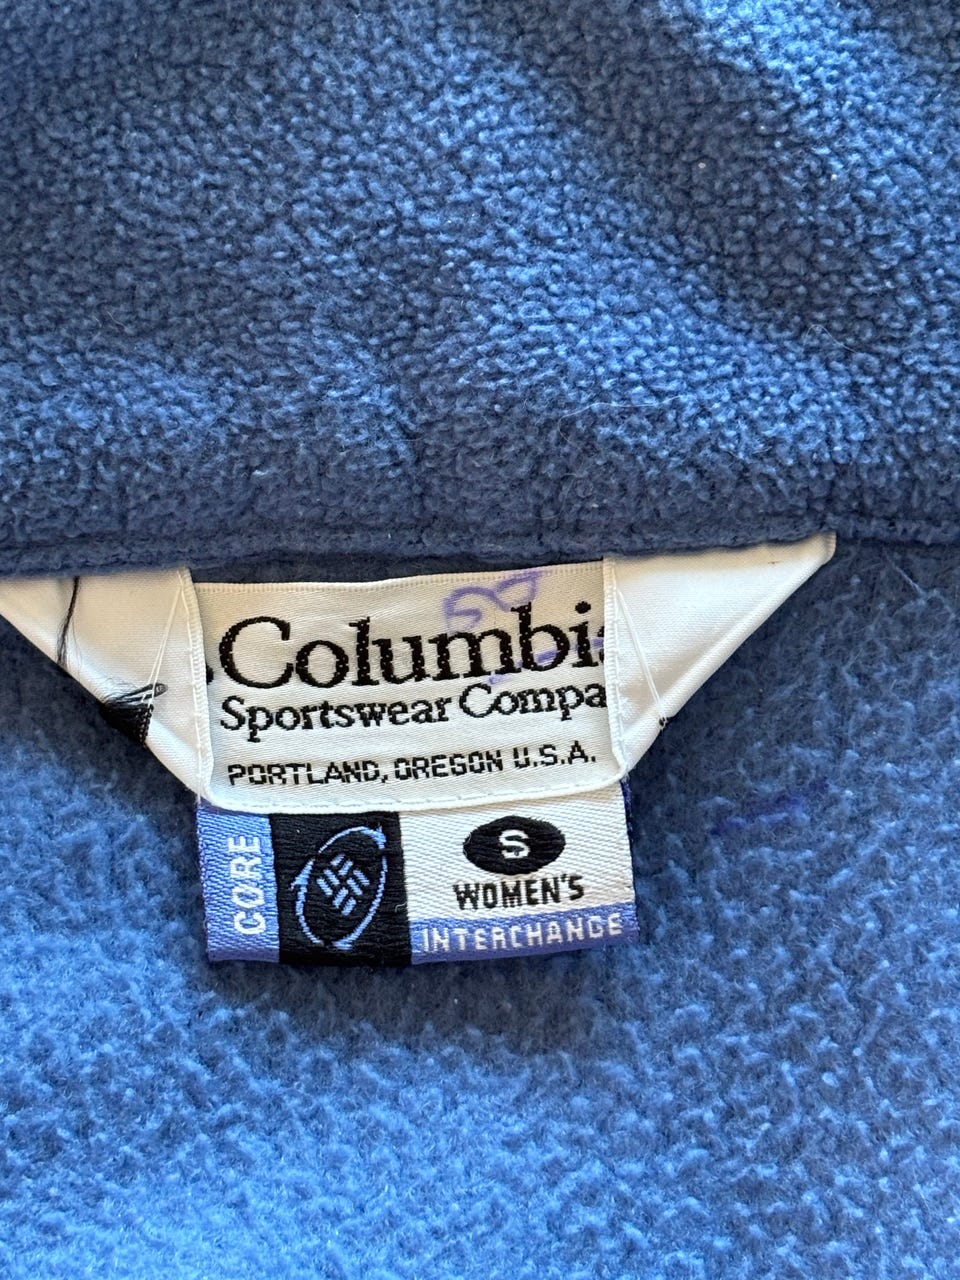 Columbi
Sportswear Compa
PORTLAND, OREGON U.S.A.
CORE
S
WOMEN'S
INTERCHANGE